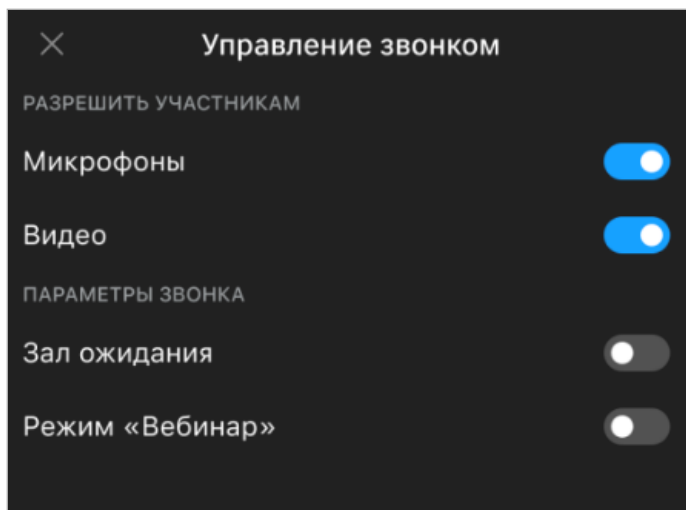 Управление звонком
РАЗРЕШИТЬ УЧАСТНИКАМ
Микрофоны
Видео
ПАРАМЕТРЫ ЗВОНКА
Зал ожидания
Режим «Вебинар»